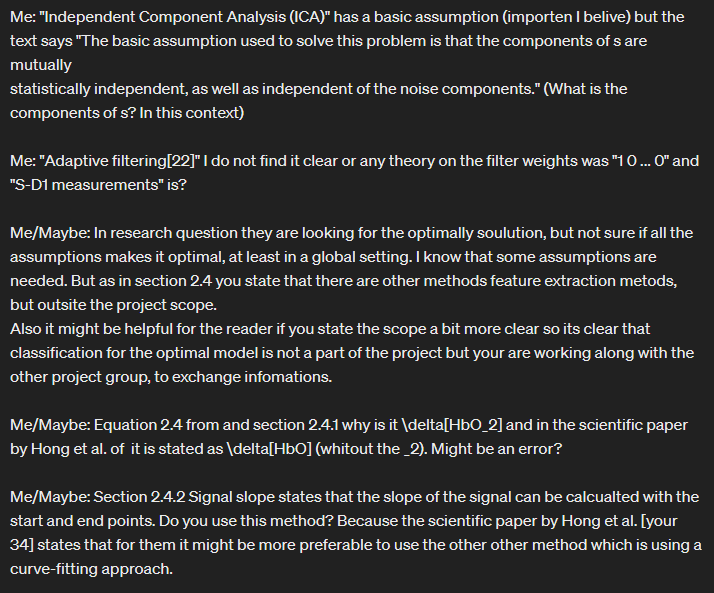 Me: "Independent Component Analysis (ICA)" has a basic assumption (importen I belive) but the
text says "The basic assumption used to solve this problem is that the components of s are
mutually
statistically independent, as well as independent of the noise components." (What is the
components of s? In this context)
Me: "Adaptive filtering[22]" I do not find it clear or any theory on the filter weights was "1 0 ... 0" and
"S-D1 measurements" is?
Me/Maybe: In research question they are looking for the optimally soulution, but not sure if all the
assumptions makes it optimal, at least in a global setting. I know that some assumptions are
needed. But as in section 2.4 you state that there are other methods feature extraction metods,
but outsite the project scope.
Also it might be helpful for the reader if you state the scope a bit more clear so its clear that
classification for the optimal model is not a part of the project but your are working along with the
other project group, to exchange infomations.
Me/Maybe: Equation 2.4 from and section 2.4.1 why is it \delta[HbO_2] and in the scientific paper
by Hong et al. of it is stated as \delta[HbO] (whitout the _2). Might be an error?
Me/Maybe: Section 2.4.2 Signal slope states that the slope of the signal can be calcualted with the
start and end points. Do you use this method? Because the scientific paper by Hong et al. [your
34] states that for them it might be more preferable to use the other other method which is using a
curve-fitting approach.